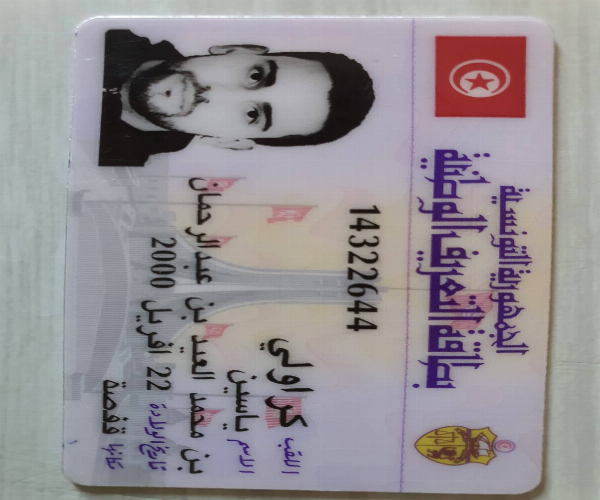 الجمهورية التونسية
بطاقة التعريف الوطنية
14322644
اللقب كراولي
الاسم ياسين
بن محمد العيد بن عبدالرحمان
تاريخ الولادة 22 افريل 2000
مكانها قفصة